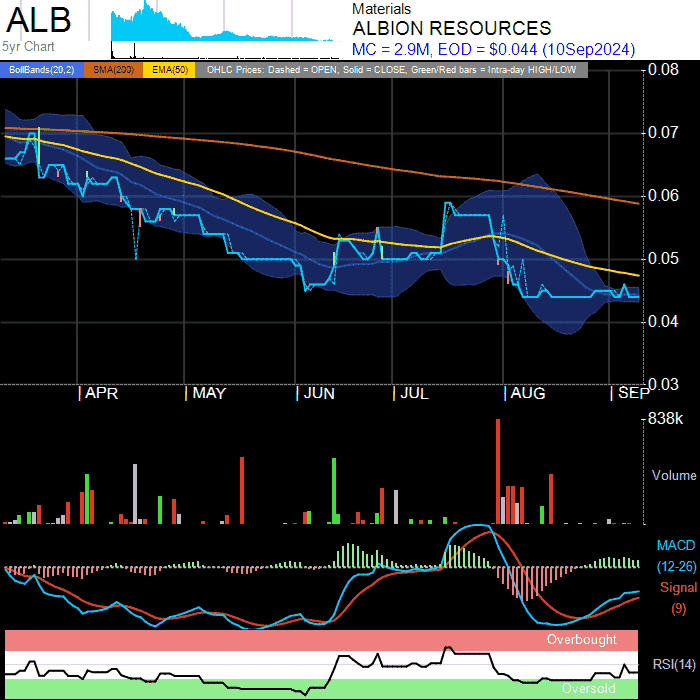 ALB
5yr Chart
Materials
ALBION RESOURCES
MC = 2.9M, EOD = $0.044 (10Sep2024)
BollBands(20,2) SMA(200) EMA(50) OHLC Prices: Dashed = OPEN, Solid = CLOSE, Green/Red bars = Intra-day HIGH/LOW
0.08
0.07
0.06
0.05
0.04
0.03
| APR | MAY | JUN | JUL | AUG | SEP
838k
Volume
MACD
(12-26)
Signal
(9)
Overbought
RSI(14)
Oversold